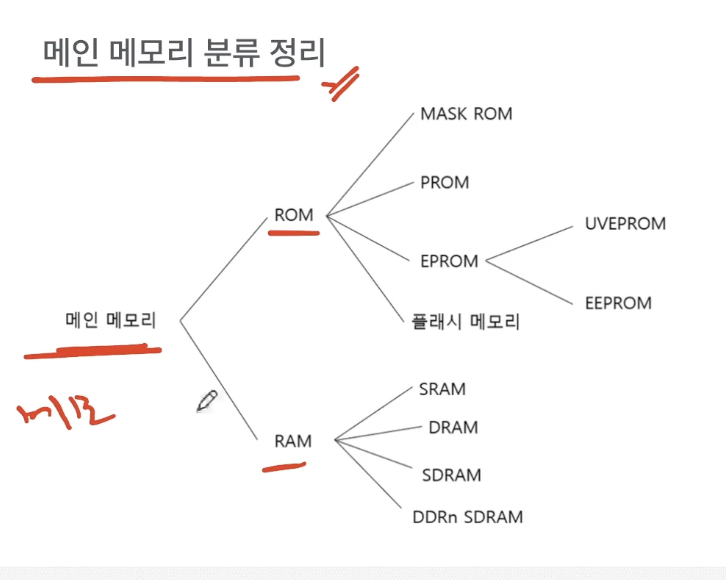 메인 메모리 분류 정리
MASK ROM
PROM
ROM
UVEPROM
EPROM
EEPROM
메인 메모리
플래시 메모리
SRAM
DRAM
RAM
SDRAM
DDRn SDRAM